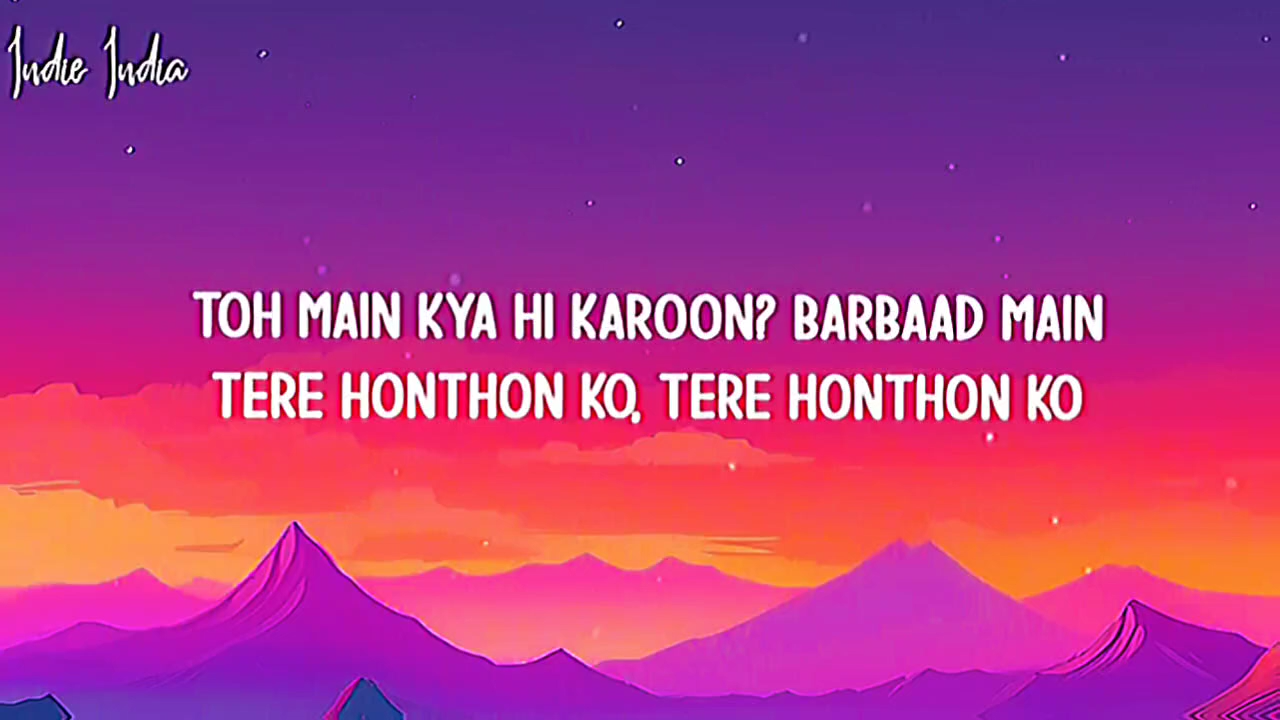 Indie India
TOH MAIN KYA HI KAROON? BARBAAD MAIN
TERE HONTHON KO, TERE HONTHON KO